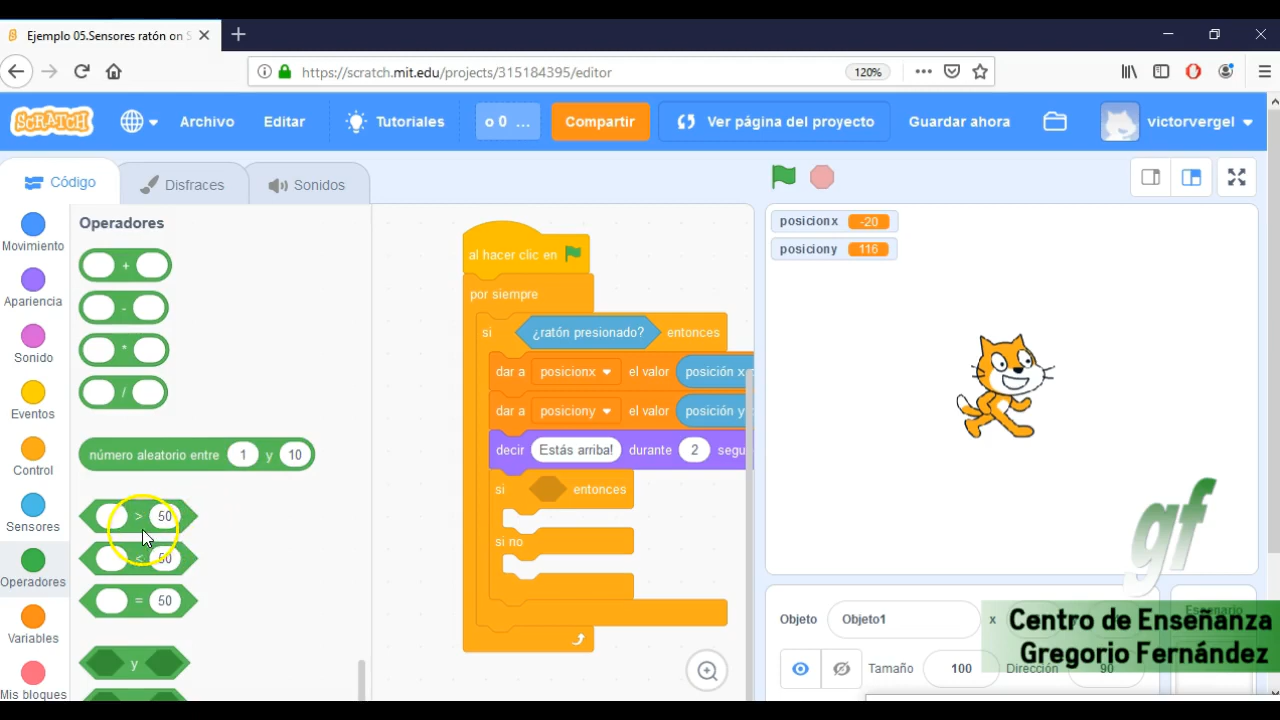 Ejemplo 05.Sensores ratón on S
https://scratch.mit.edu/projects/315184395/editor
120%
SCRATCH
Archivo
Editar
Tutoriales
o 0 ...
Compartir
Ver página del proyecto
Guardar ahora
victorvergel
Código
Disfraces
Sonidos
Movimiento
Apariencia
Sonido
Eventos
Control
Sensores
Operadores
Variables
Mis bloques
Operadores
+
-
*
/
número aleatorio entre 1 y 10
> 50
< 50
= 50
y
al hacer clic en
por siempre
si ¿ratón presionado? entonces
dar a posicionx el valor posición x
dar a posiciony el valor posición y
decir Estás arriba! durante 2 segu
si entonces
si no
posicionx -20
posiciony 116
gf
Objeto Objeto1 x
Tamaño 100 Dirección 90
Escenario
Centro de Enseñanza
Gregorio Fernández